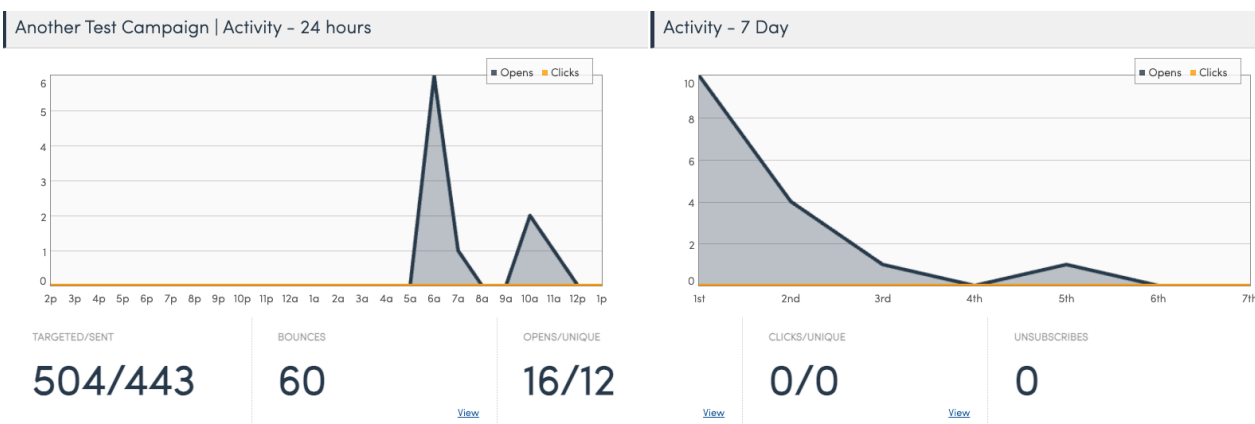 Another Test Campaign | Activity - 24 hours
Opens Clicks
6
5
4
3
2
1
0
2p 3p 4p 5p 6p 7p 8p 9p 10p 11p 12a 1a 2a 3a 4a 5a 6a 7a 8a 9a 10a 11a 12p 1p
Activity - 7 Day
Opens Clicks
10
8
6
4
2
0
1st 2nd 3rd 4th 5th 6th 7th
TARGETED/SENT
504/443
BOUNCES
60
View
OPENS/UNIQUE
16/12
View
CLICKS/UNIQUE
0/0
View
UNSUBSCRIBES
0